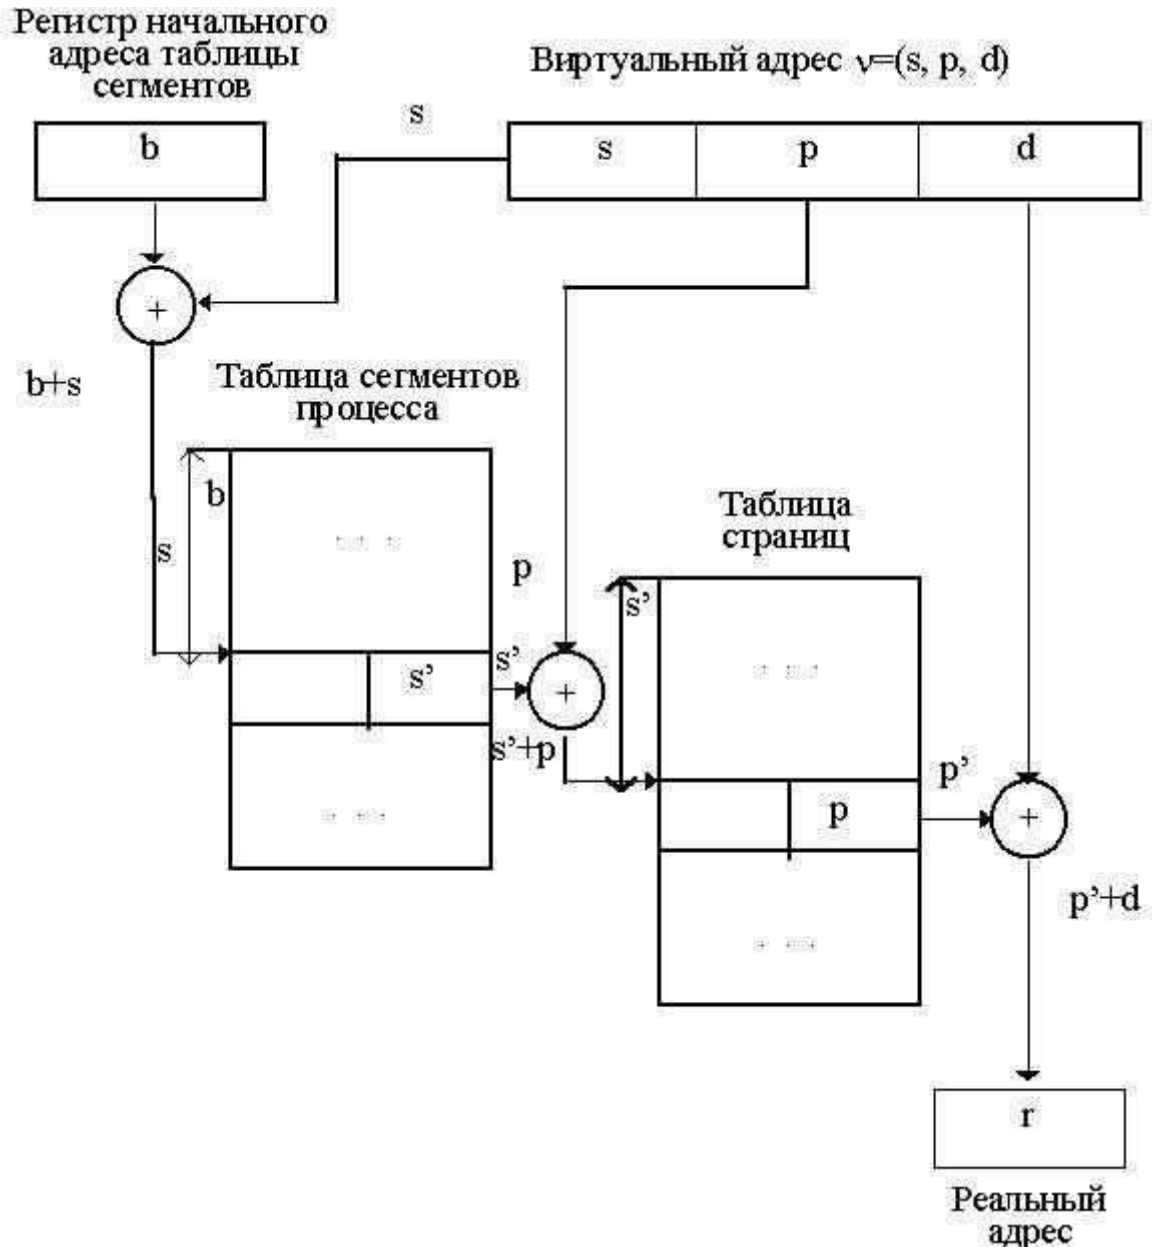 Регистр начального
адреса таблицы
сегментов
Виртуальный адрес v=(s, p, d)
s
b
s
p
d
+
b+s
Таблица сегментов
процесса
b
s
p
Таблица
страниц
s'
s'
s'
+
s'+p
p'
p
+
p'+d
r
Реальный
адрес